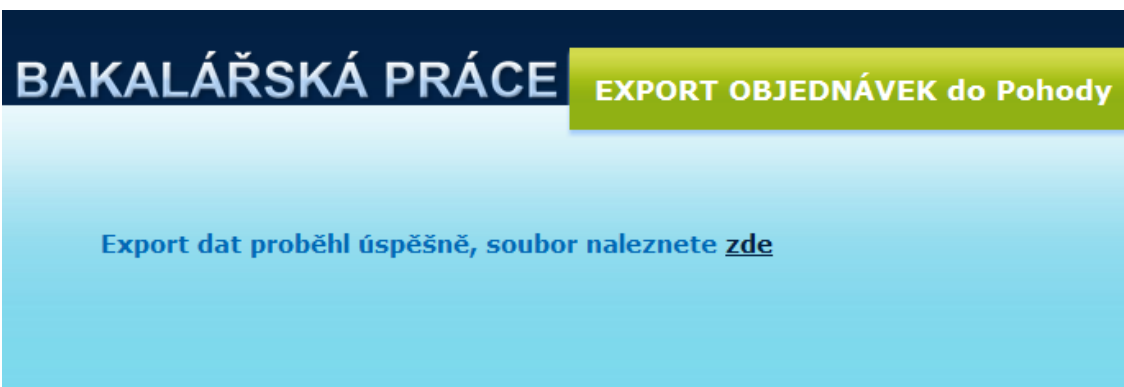 BAKALÁŘSKÁ PRÁCE
EXPORT OBJEDNÁVEK do Pohody
Export dat proběhl úspěšně, soubor naleznete zde